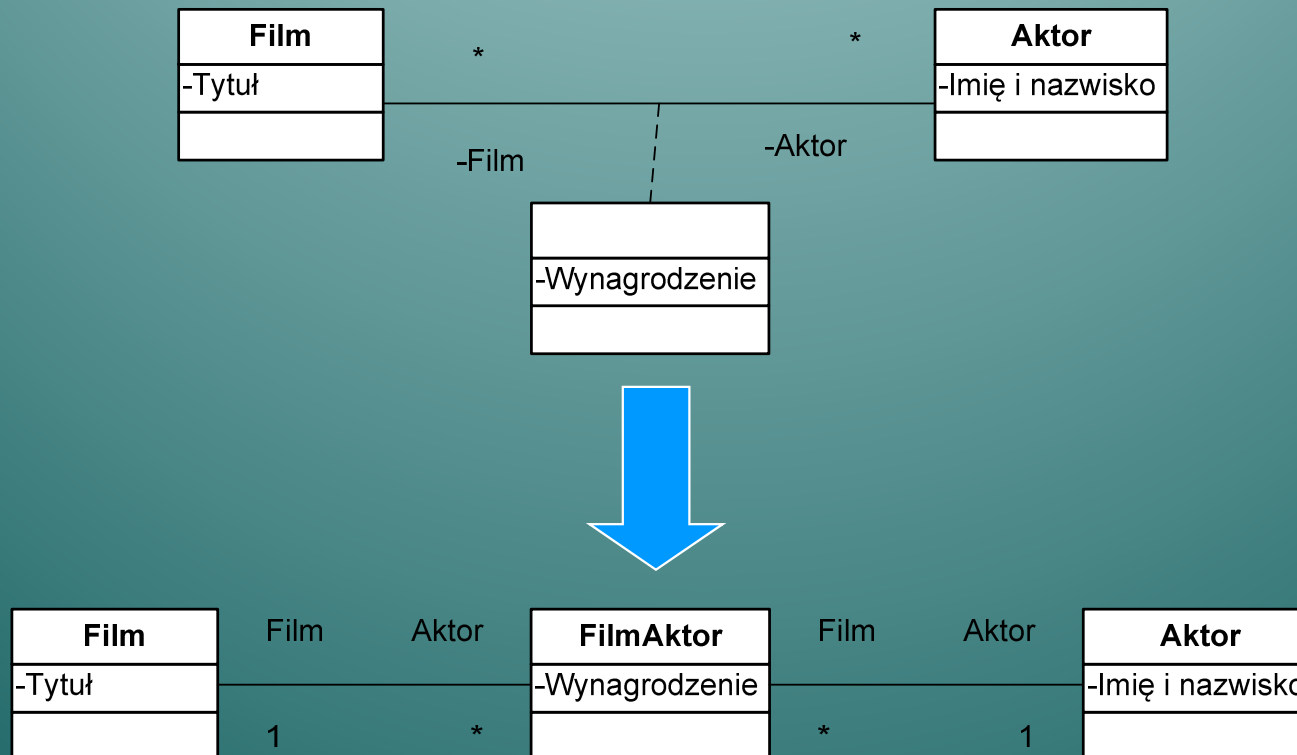 Film
*
*
Aktor
-Tytuł
-Imię i nazwisko
-Film
-Aktor
-Wynagrodzenie
Film
Film
Aktor
FilmAktor
Film
Aktor
Aktor
-Tytuł
-Wynagrodzenie
-Imię i nazwisko
1
*
*
1